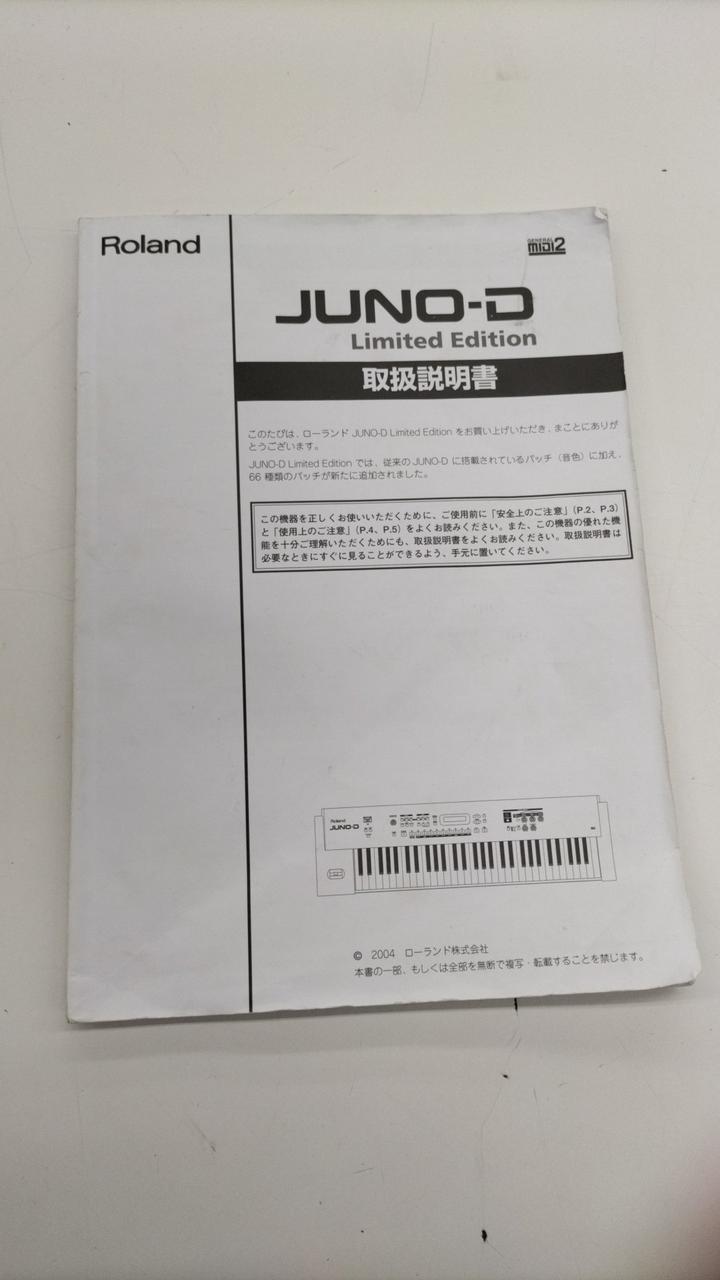 Roland
GENERAL
MIDI2
JUNO-D
Limited Edition
取扱説明書
このたびは、ローランド JUNO-D Limited Edition をお買い上げいただき、まことにありが
とうございます。
JUNO-D Limited Edition では、従来の JUNO-D に搭載されているパッチ（音色）に加え、
66 種類のパッチが新たに追加されました。
この機器を正しくお使いいただくために、ご使用前に「安全上のご注意」（P.2、P.3）
と「使用上のご注意」（P.4、P.5）をよくお読みください。また、この機器の優れた機
能を十分ご理解いただくためにも、取扱説明書をよくお読みください。取扱説明書は
必要なときにすぐに見ることができるよう、手元に置いてください。
Roland
JUNO-D
© 2004 ローランド株式会社
本書の一部、もしくは全部を無断で複写・転載することを禁じます。